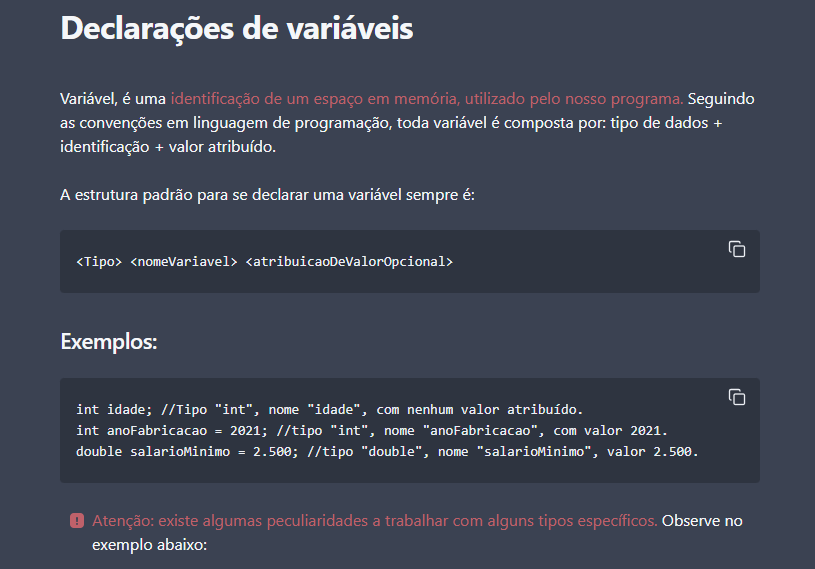 Declarações de variáveis
Variável, é uma identificação de um espaço em memória, utilizado pelo nosso programa. Seguindo
as convenções em linguagem de programação, toda variável é composta por: tipo de dados +
identificação + valor atribuído.
A estrutura padrão para se declarar uma variável sempre é:
<Tipo> <nomeVariavel> <atribuicaoDeValorOpcional>
Exemplos:
int idade; //Tipo "int", nome "idade", com nenhum valor atribuído.
int anoFabricacao = 2021; //tipo "int", nome "anoFabricacao", com valor 2021.
double salarioMinimo = 2.500; //tipo "double", nome "salarioMinimo", valor 2.500.
Atenção: existe algumas peculiaridades a trabalhar com alguns tipos específicos. Observe no
exemplo abaixo: